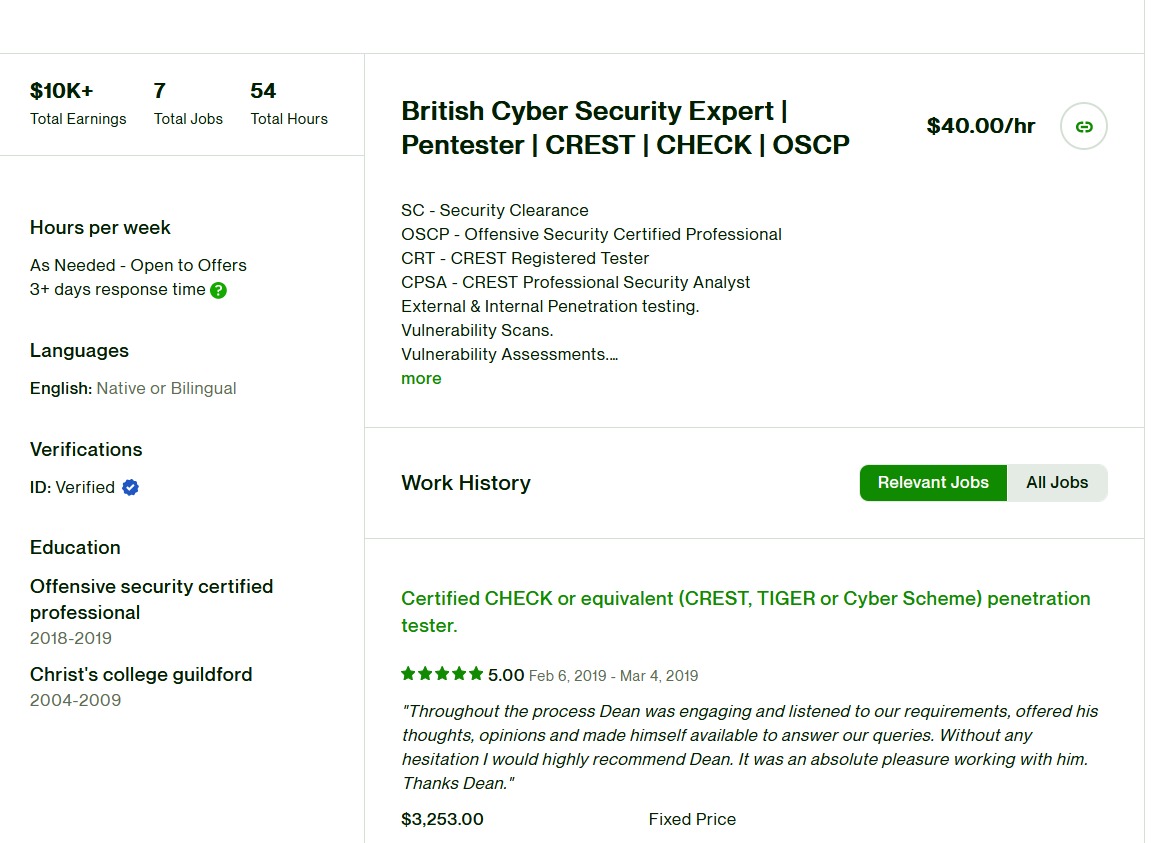 $10K+
Total Earnings
7
Total Jobs
54
Total Hours
Hours per week
As Needed - Open to Offers
3+ days response time ?
Languages
English: Native or Bilingual
Verifications
ID: Verified
Education
Offensive security certified
professional
2018-2019
Christ's college guildford
2004-2009
British Cyber Security Expert |
Pentester | CREST | CHECK | OSCP
$40.00/hr
SC - Security Clearance
OSCP - Offensive Security Certified Professional
CRT - CREST Registered Tester
CPSA - CREST Professional Security Analyst
External & Internal Penetration testing.
Vulnerability Scans.
Vulnerability Assessments....
more
Work History
Relevant Jobs
All Jobs
Certified CHECK or equivalent (CREST, TIGER or Cyber Scheme) penetration
tester.
5.00 Feb 6, 2019 - Mar 4, 2019
"Throughout the process Dean was engaging and listened to our requirements, offered his
thoughts, opinions and made himself available to answer our queries. Without any
hesitation I would highly recommend Dean. It was an absolute pleasure working with him.
Thanks Dean."
$3,253.00
Fixed Price